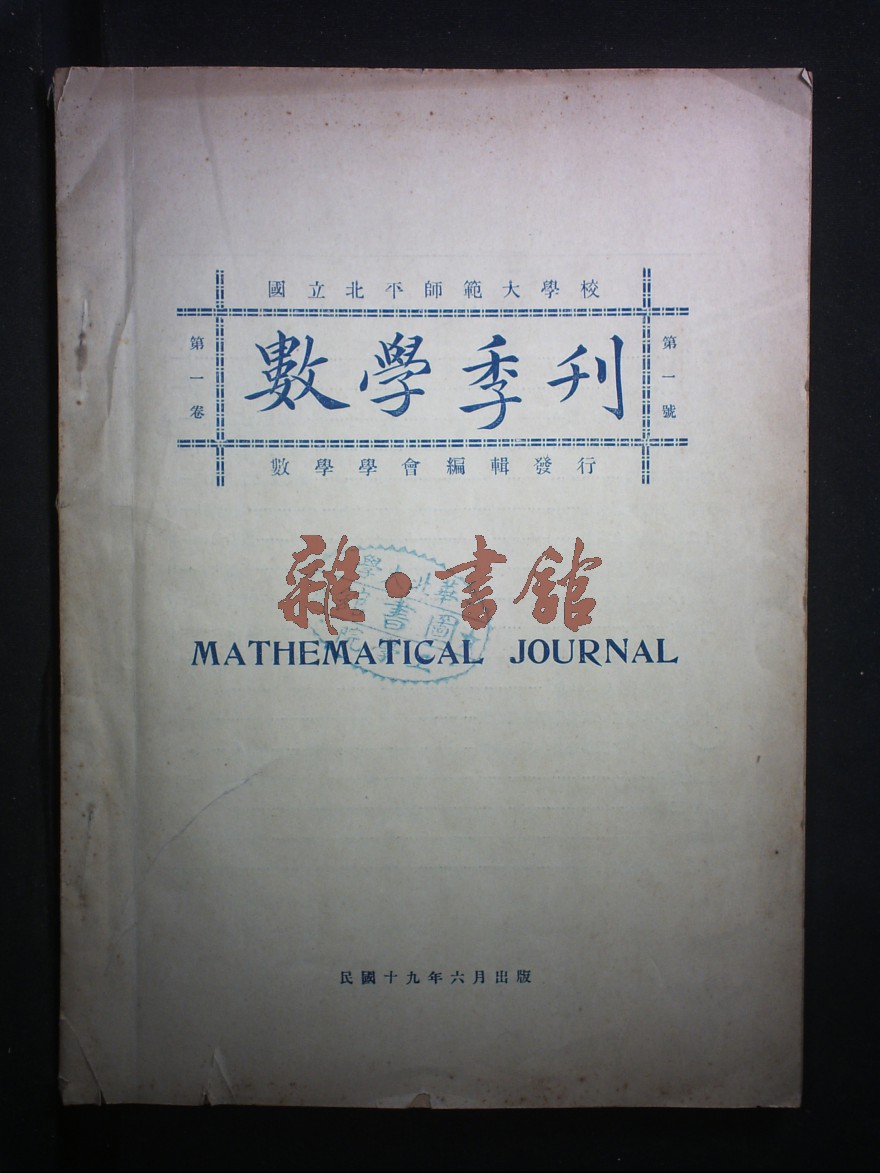 國立北平師範大學校
第一卷
數學季刊
第一號
數學學會編輯發行
雜·書館
MATHEMATICAL JOURNAL
民國十九年六月出版